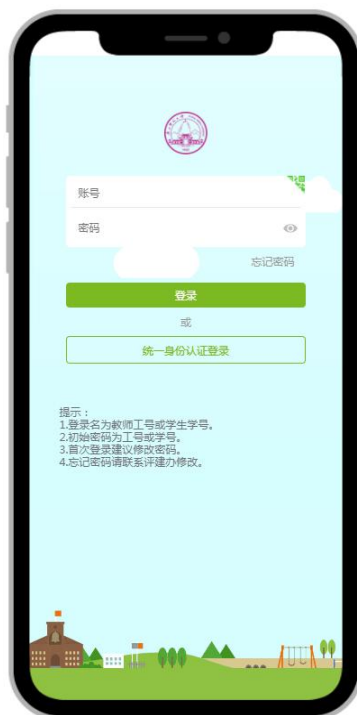 账号
密码
忘记密码
登录
或
统一身份认证登录
提示：
1.登录名为教师工号或学生学号。
2.初始密码为工号或学号。
3.首次登录建议修改密码。
4.忘记密码请联系评建办修改。